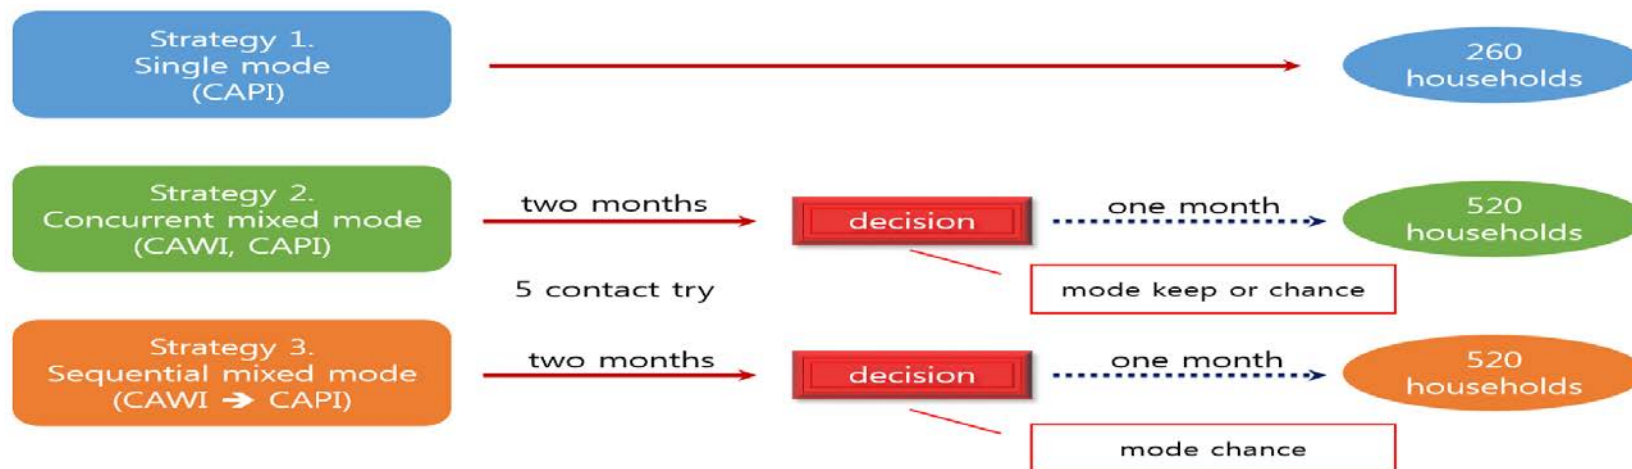 Strategy 1.
Single mode
(CAPI)
260
households
Strategy 2.
Concurrent mixed mode
(CAWI, CAPI)
two months
decision
one month
520
households
5 contact try
mode keep or chance
Strategy 3.
Sequential mixed mode
(CAWI ➔ CAPI)
two months
decision
one month
520
households
mode chance